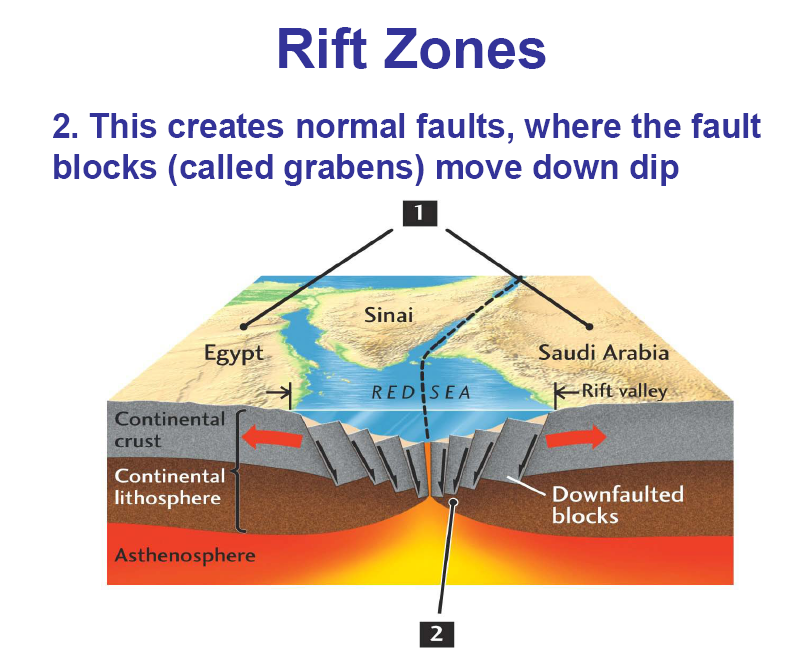 Rift Zones
2. This creates normal faults, where the fault
blocks (called grabens) move down dip
1
Sinai
Egypt
Saudi Arabia
RED SEA
Rift valley
Continental
crust
Continental
lithosphere
Downfaulted
blocks
Asthenosphere
2